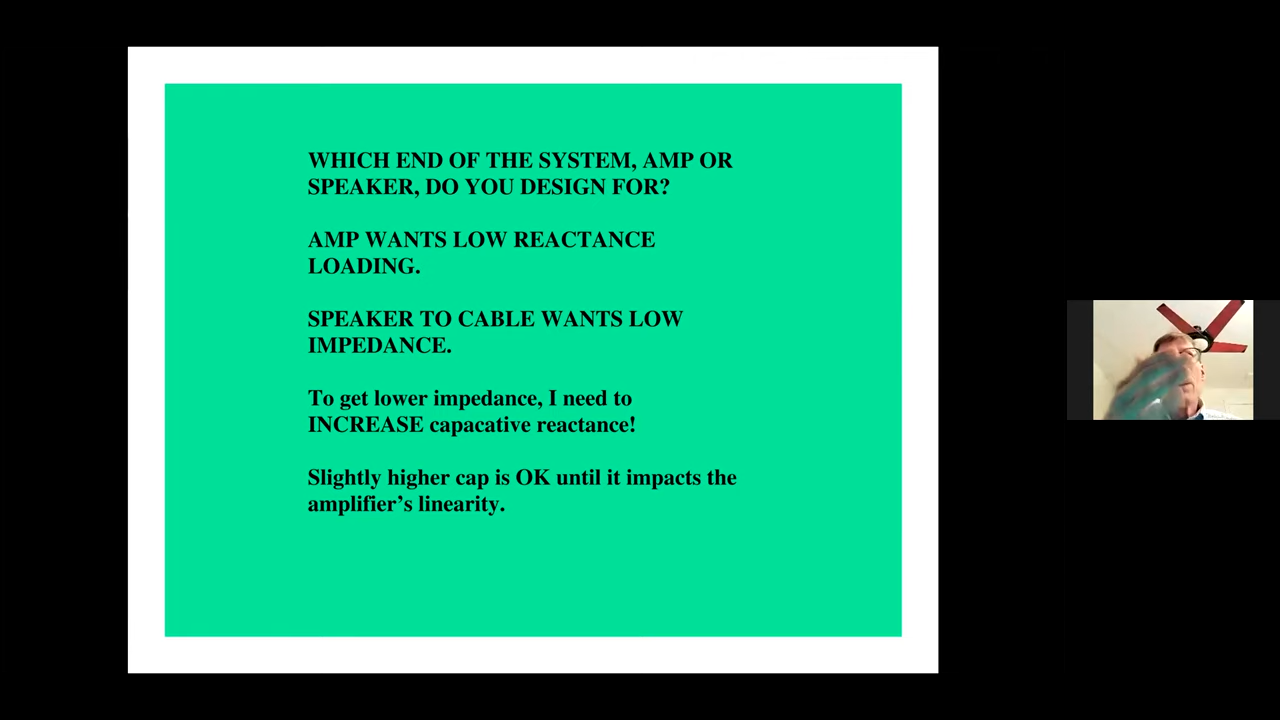 WHICH END OF THE SYSTEM, AMP OR
SPEAKER, DO YOU DESIGN FOR?
AMP WANTS LOW REACTANCE
LOADING.
SPEAKER TO CABLE WANTS LOW
IMPEDANCE.
To get lower impedance, I need to
INCREASE capacative reactance!
Slightly higher cap is OK until it impacts the
amplifier’s linearity.